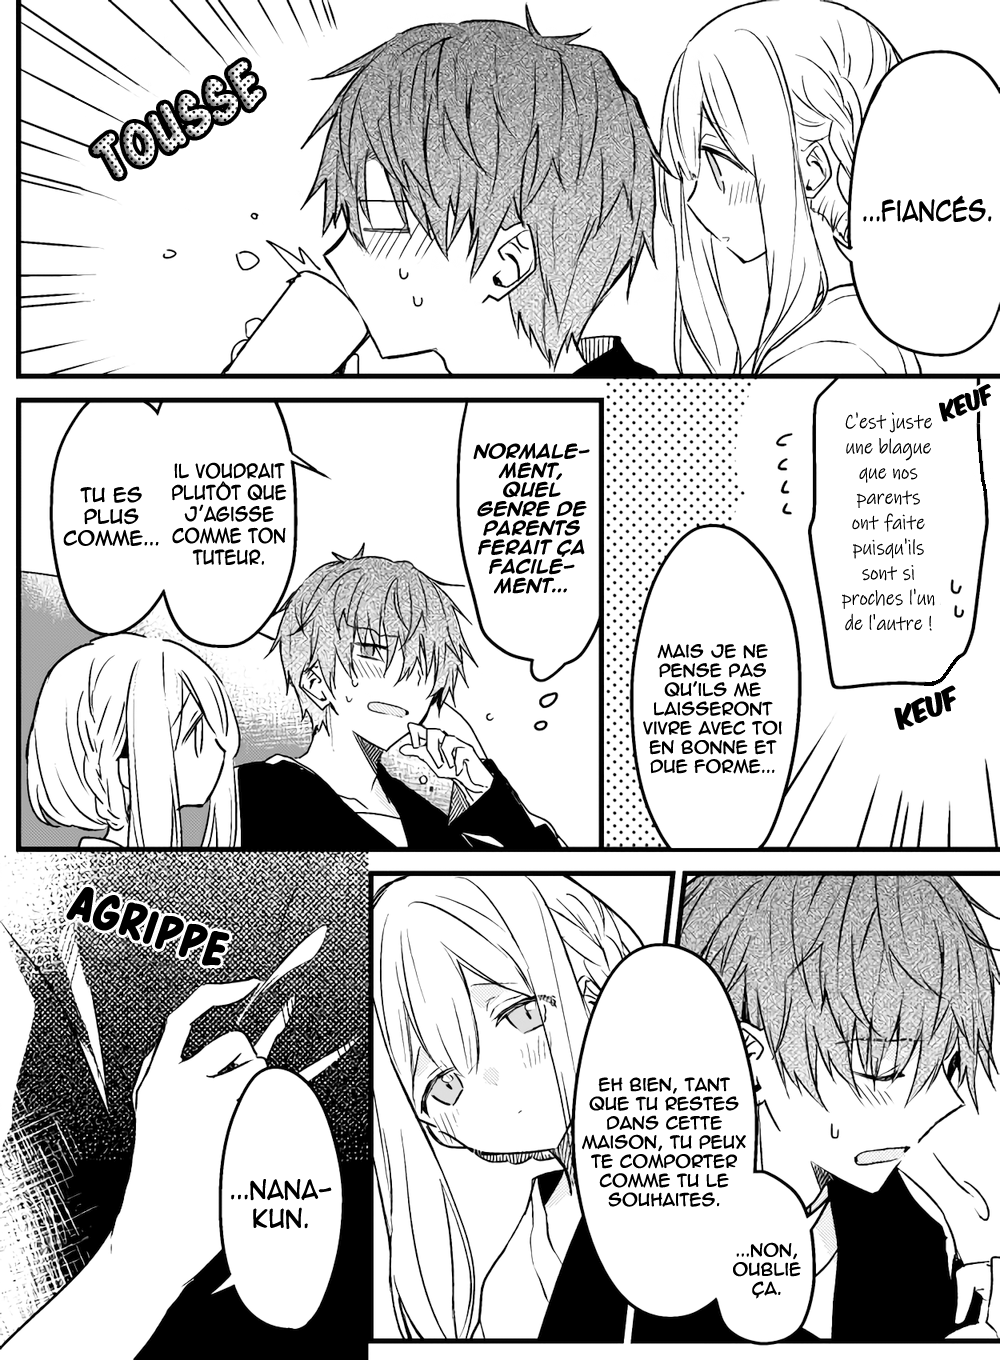 ...FIANCÉS.
TOUSSE
KEUF
C'est juste
une blague
que nos
parents
ont faite
puisqu'ils
sont si
proches l'un
de l'autre !
KEUF
MAIS JE NE
PENSE PAS
QU'ILS ME
LAISSERONT
VIVRE AVEC TOI
EN BONNE ET
DUE FORME...
NORMALE-
MENT,
QUEL
GENRE DE
PARENTS
FERAIT ÇA
FACILE-
MENT...
IL VOUDRAIT
PLUTÔT QUE
J'AGISSE
COMME TON
TUTEUR.
TU ES
PLUS
COMME...
EH BIEN, TANT
QUE TU RESTES
DANS CETTE
MAISON, TU PEUX
TE COMPORTER
COMME TU LE
SOUHAITES.
...NON,
OUBLIE
ÇA.
AGRIPPE
...NANA-
KUN.